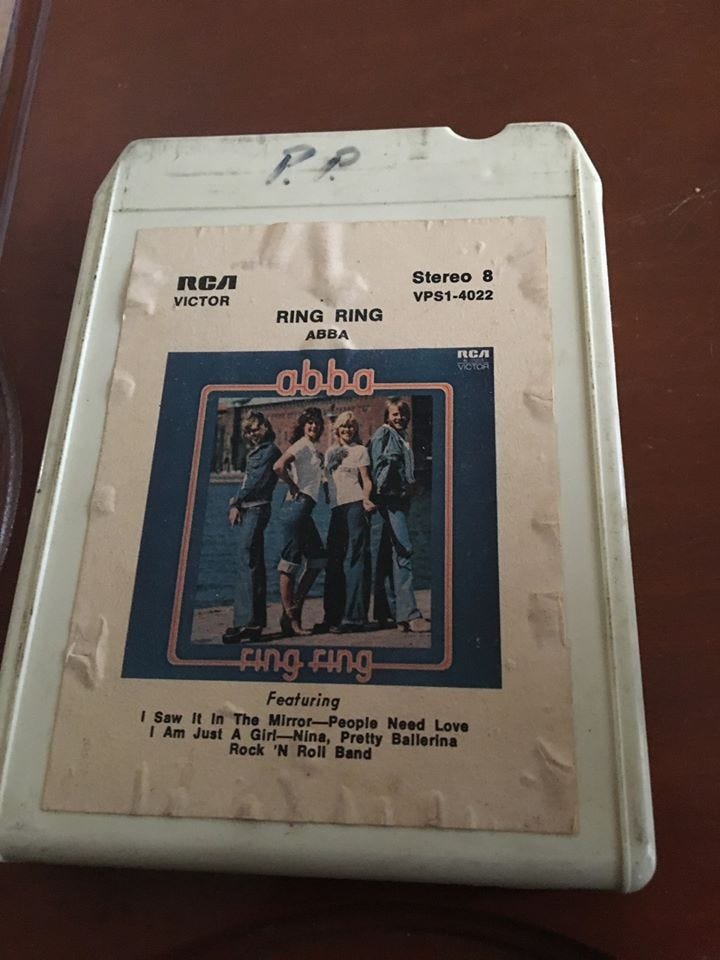 P.P.
RCA
VICTOR
Stereo 8
VPS1-4022
RING RING
ABBA
RCA
VICTOR
abba
ring ring
Featuring
I Saw It In The Mirror—People Need Love
I Am Just A Girl—Nina, Pretty Ballerina
Rock 'N Roll Band